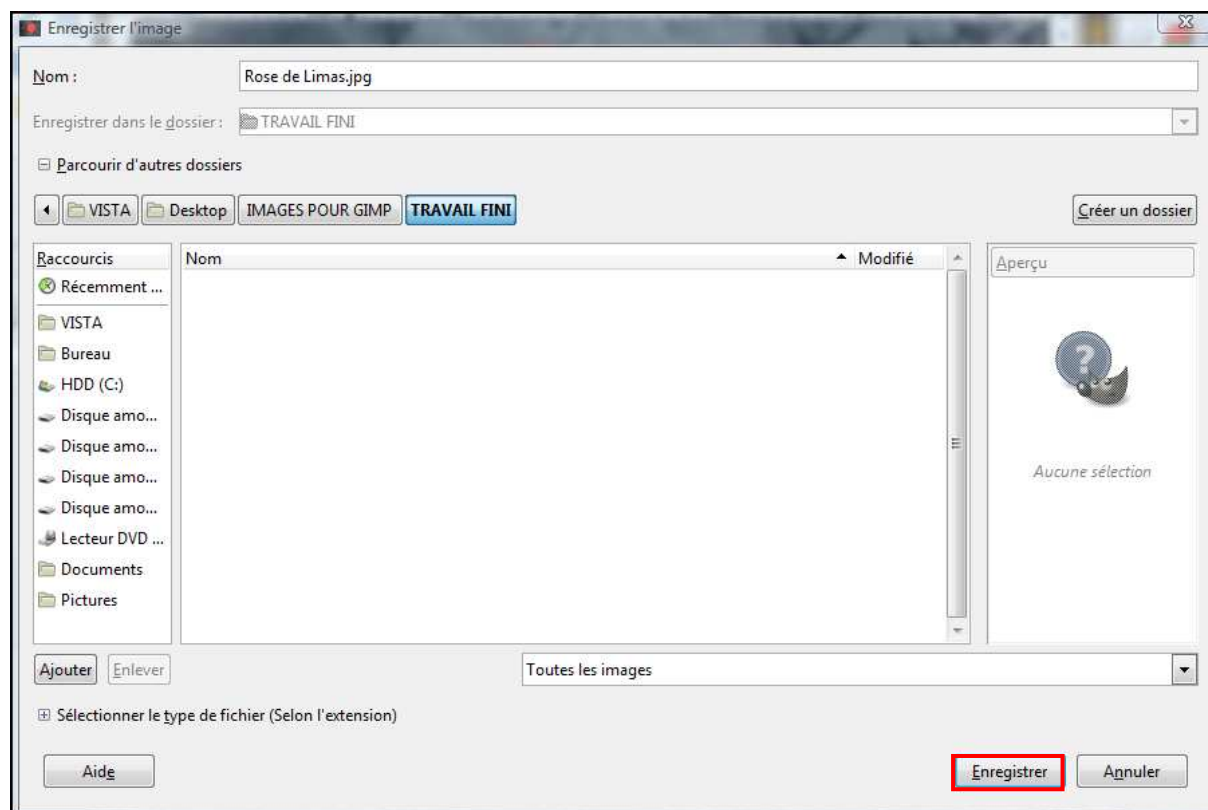 Enregistrer l'image
Nom : Rose de Limas.jpg
Enregistrer dans le dossier : TRAVAIL FINI
Parcourir d'autres dossiers
VISTA Desktop IMAGES POUR GIMP TRAVAIL FINI Créer un dossier
Raccourcis Nom Modifié Aperçu
Récemment ...
VISTA
Bureau
HDD (C:)
Disque amo...
Disque amo...
Aucune sélection
Disque amo...
Disque amo...
Lecteur DVD ...
Documents
Pictures
Ajouter Enlever Toutes les images
Sélectionner le type de fichier (Selon l'extension)
Aide Enregistrer Annuler